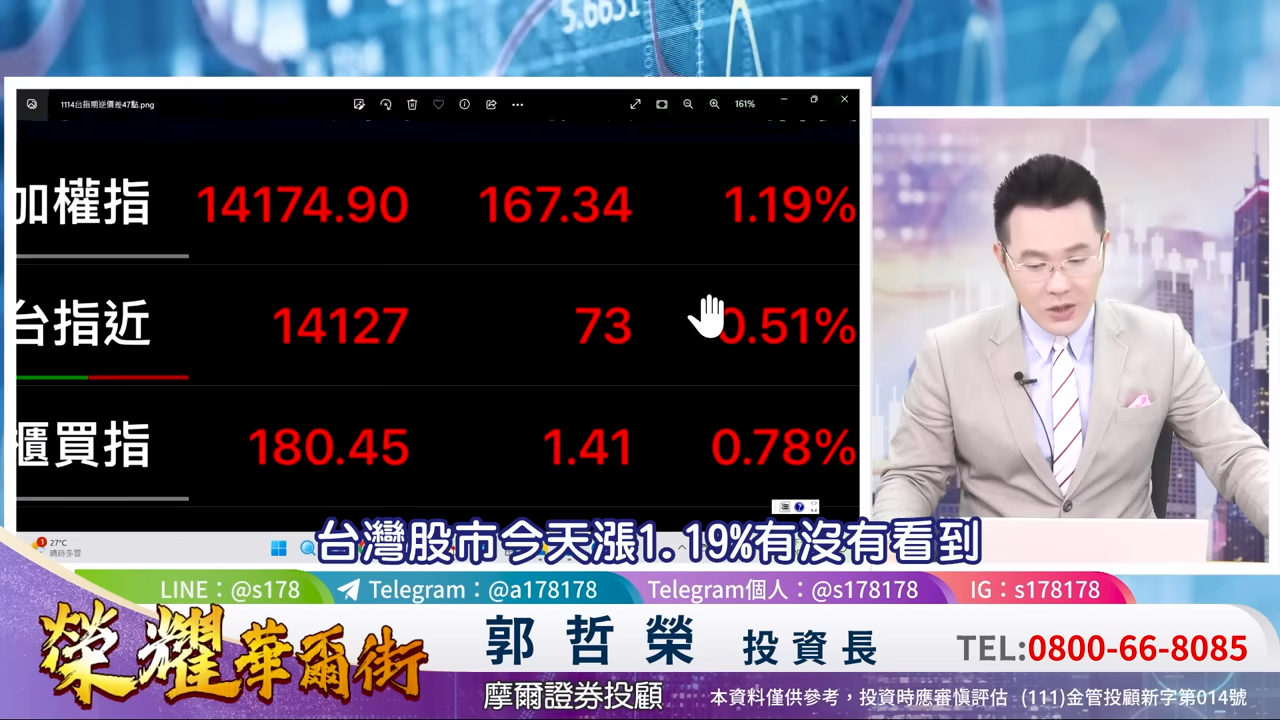 5.6631
1114台指期逆價差47點.png
161%
加權指 14174.90 167.34 1.19%
台指近 14127 73 0.51%
櫃買指 180.45 1.41 0.78%
1
27°C
晴時多雲
台灣股市今天漲1.19%有沒有看到
LINE：@s178
Telegram：@a178178
Telegram個人：@s178178
IG：s178178
榮耀華爾街
郭哲榮 投資長
TEL:0800-66-8085
摩爾證券投顧
本資料僅供參考，投資時應審慎評估 (111)金管投顧新字第014號